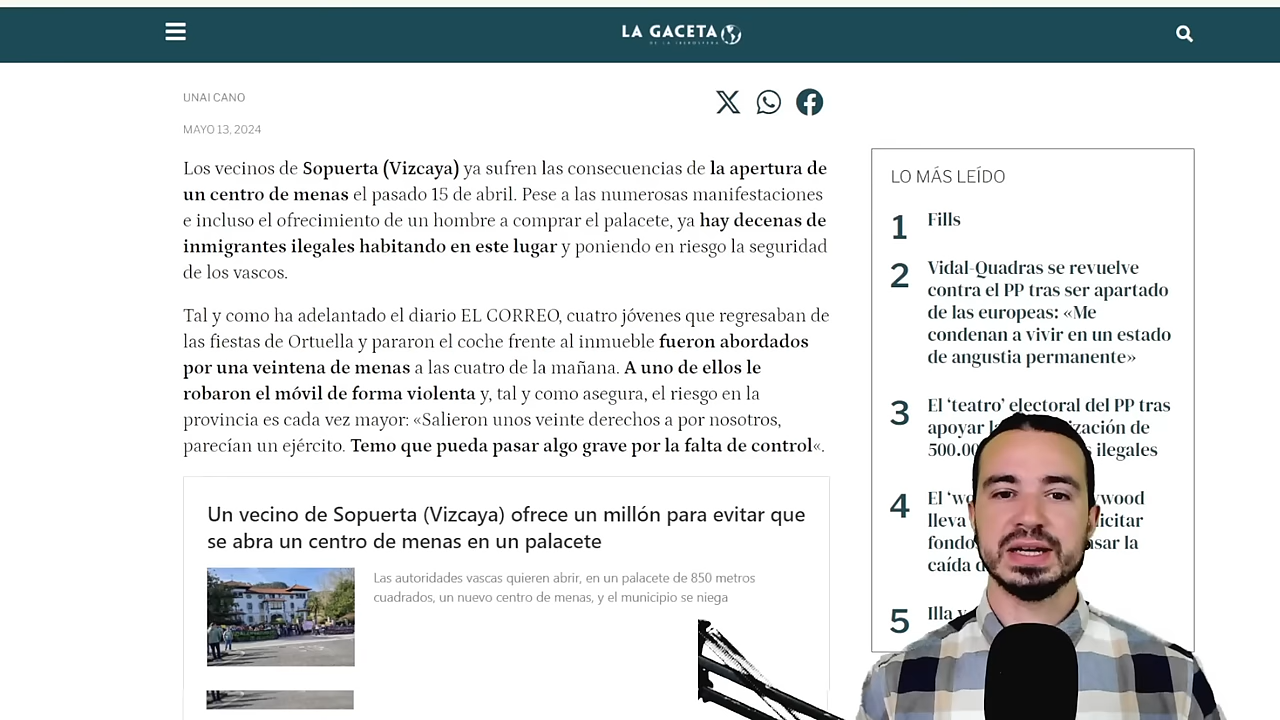 LA GACETA
DE LA IBEROSFERA
UNAI CANO
MAYO 13, 2024
Los vecinos de Sopuerta (Vizcaya) ya sufren las consecuencias de la apertura de
un centro de menas el pasado 15 de abril. Pese a las numerosas manifestaciones
e incluso el ofrecimiento de un hombre a comprar el palacete, ya hay decenas de
inmigrantes ilegales habitando en este lugar y poniendo en riesgo la seguridad
de los vascos.
Tal y como ha adelantado el diario EL CORREO, cuatro jóvenes que regresaban de
las fiestas de Ortuella y pararon el coche frente al inmueble fueron abordados
por una veintena de menas a las cuatro de la mañana. A uno de ellos le
robaron el móvil de forma violenta y, tal y como asegura, el riesgo en la
provincia es cada vez mayor: «Salieron unos veinte derechos a por nosotros,
parecían un ejército. Temo que pueda pasar algo grave por la falta de control«.
Un vecino de Sopuerta (Vizcaya) ofrece un millón para evitar que
se abra un centro de menas en un palacete
Las autoridades vascas quieren abrir, en un palacete de 850 metros
cuadrados, un nuevo centro de menas, y el municipio se niega
LO MÁS LEÍDO
1 Fills
2 Vidal-Quadras se revuelve
contra el PP tras ser apartado
de las europeas: «Me
condenan a vivir en un estado
de angustia permanente»
3 El 'teatro' electoral del PP tras
apoyar de
ilegales
4 El
lleva
la
caída
5 Illa